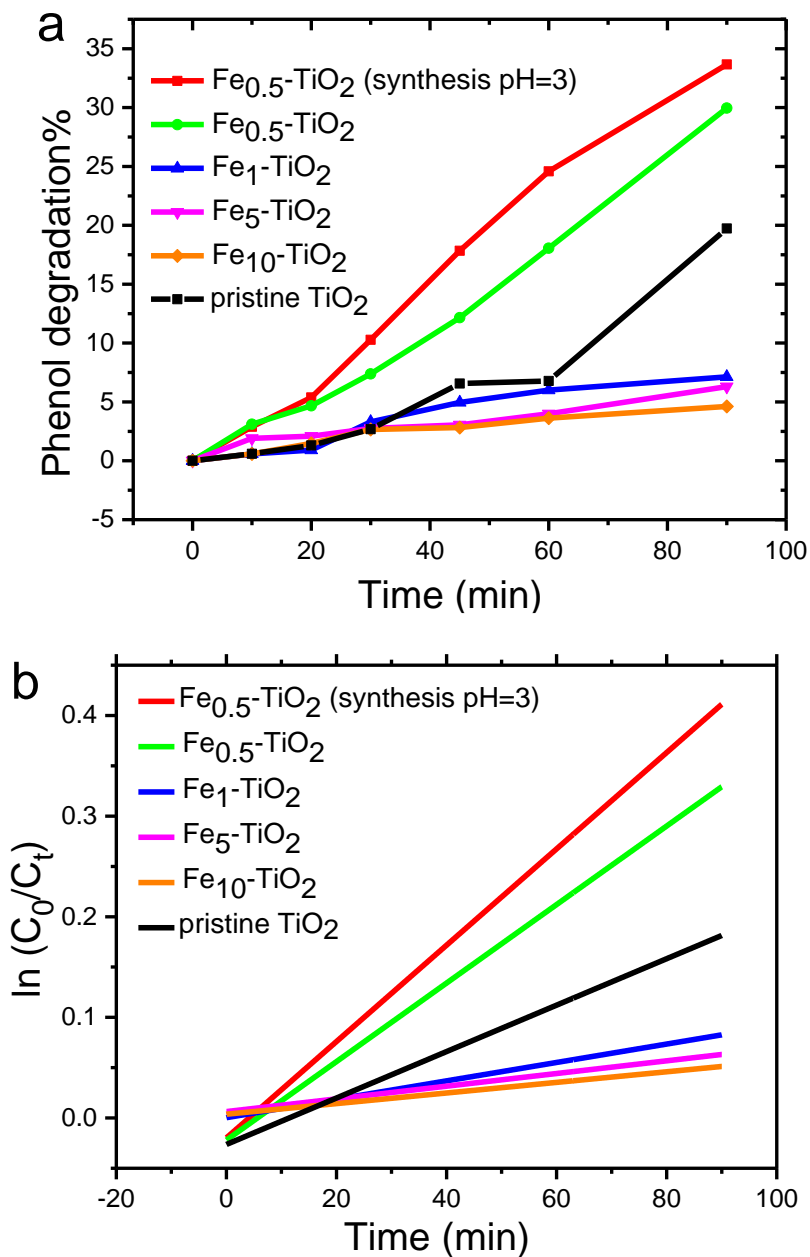 a
35
30
25
20
15
10
5
0
-5
Phenol degradation%
Fe0.5-TiO2 (synthesis pH=3)
Fe0.5-TiO2
Fe1-TiO2
Fe5-TiO2
Fe10-TiO2
pristine TiO2
0 20 40 60 80 100
Time (min)
b
0.4
0.3
0.2
0.1
0.0
ln (C0/Ct)
Fe0.5-TiO2 (synthesis pH=3)
Fe0.5-TiO2
Fe1-TiO2
Fe5-TiO2
Fe10-TiO2
pristine TiO2
-20 0 20 40 60 80 100
Time (min)